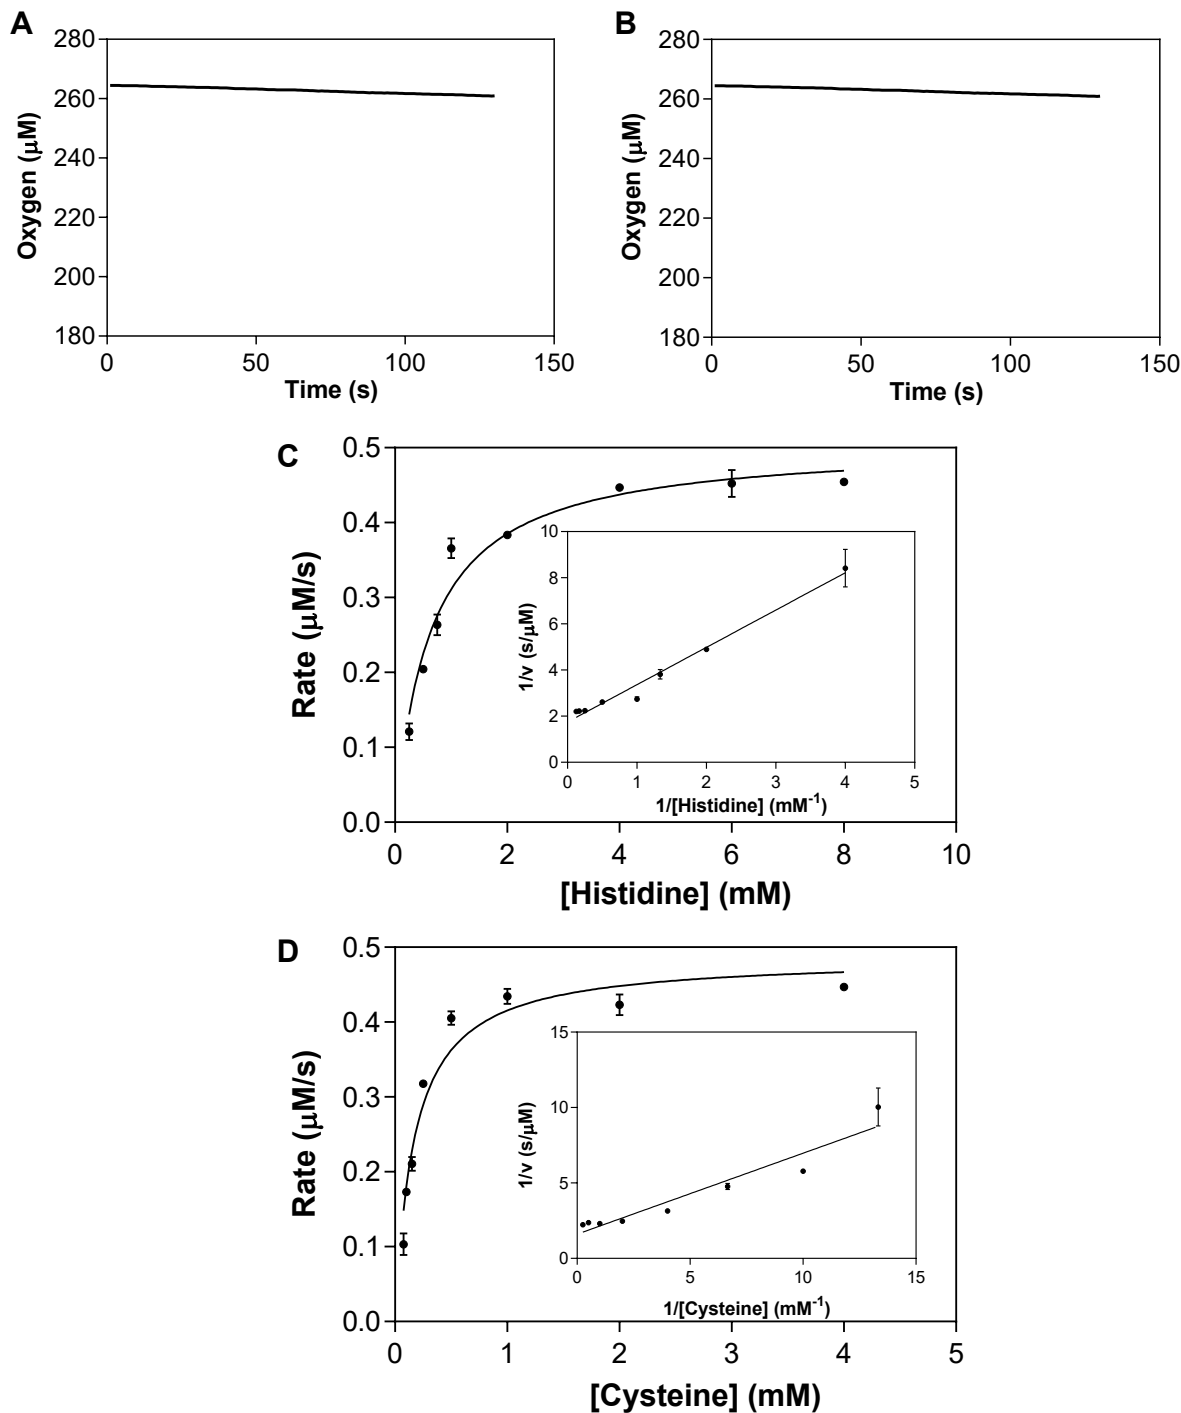 A
280
260
240
220
200
180
Oxygen (μM)
0 50 100 150
Time (s)
B
280
260
240
220
200
180
Oxygen (μM)
0 50 100 150
Time (s)
C
0.5
0.4
0.3
0.2
0.1
0.0
Rate (μM/s)
0 2 4 6 8 10
[Histidine] (mM)
10
8
6
4
2
0
1/v (s/μM)
0 1 2 3 4 5
1/[Histidine] (mM⁻¹)
D
0.5
0.4
0.3
0.2
0.1
0.0
Rate (μM/s)
0 1 2 3 4 5
[Cysteine] (mM)
15
10
5
0
1/v (s/μM)
0 5 10 15
1/[Cysteine] (mM⁻¹)